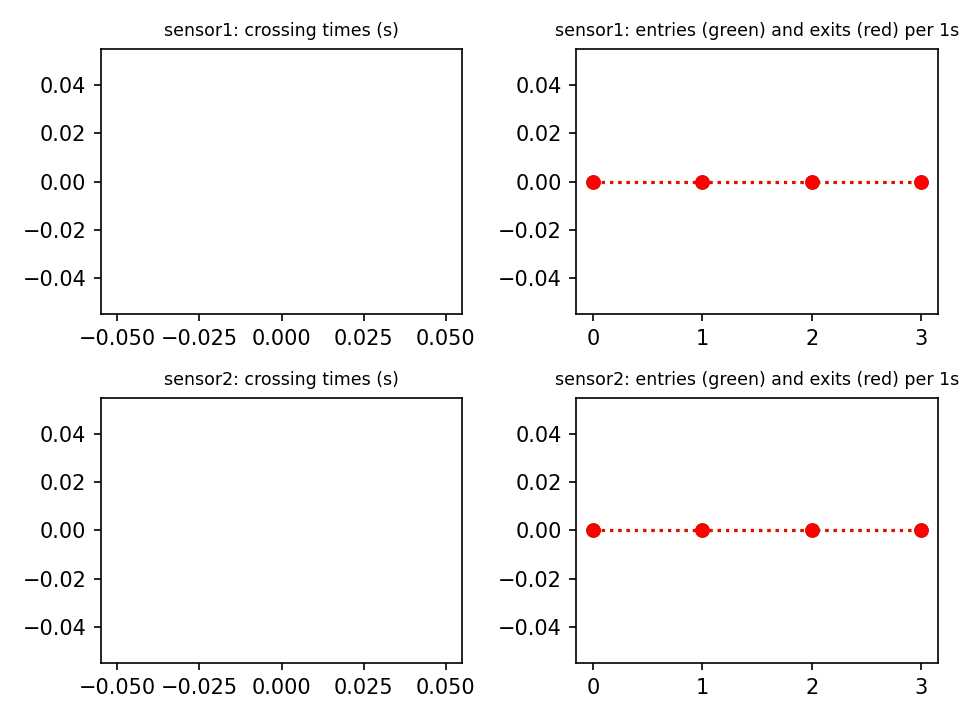 sensor1: crossing times (s)
sensor1: entries (green) and exits (red) per 1s
0.04
0.02
0.00
−0.02
−0.04
−0.050 −0.025 0.000 0.025 0.050
0.04
0.02
0.00
−0.02
−0.04
0 1 2 3
sensor2: crossing times (s)
sensor2: entries (green) and exits (red) per 1s
0.04
0.02
0.00
−0.02
−0.04
−0.050 −0.025 0.000 0.025 0.050
0.04
0.02
0.00
−0.02
−0.04
0 1 2 3